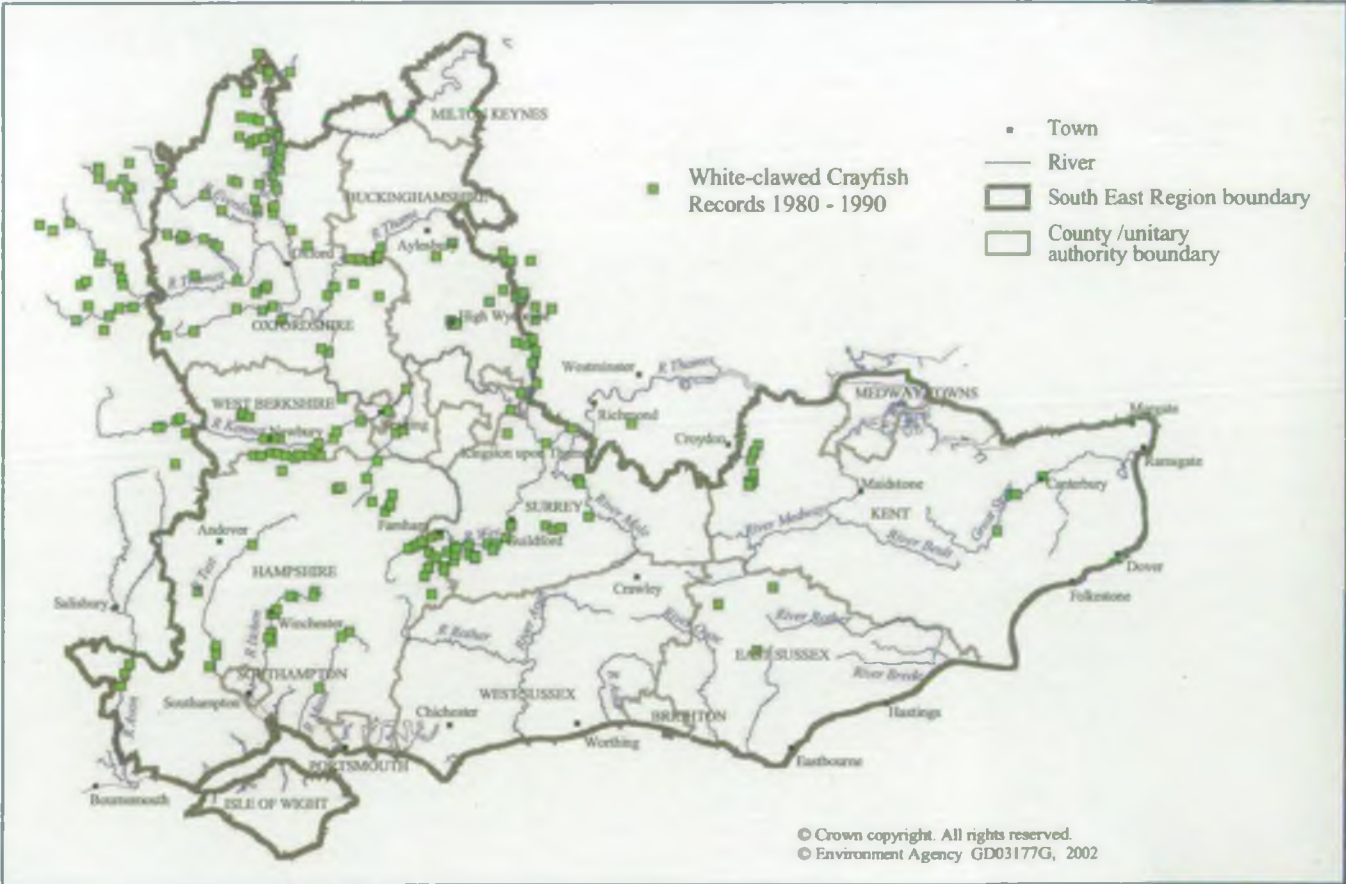 MILTON KEYNES
BUCKINGHAMSHIRE
R Thame
Aylesbury
Oxford
R Thames
OXFORDSHIRE
High Wycombe
Town
River
South East Region boundary
County /unitary
authority boundary
White-clawed Crayfish
Records 1980 - 1990
Westminster
R Thames
Richmond
Croydon
MEDWAY TOWNS
Margate
Ramsgate
WEST BERKSHIRE
R Kennet
Newbury
Kingston upon Thames
Maidstone
Canterbury
KENT
Great Stour
River Medway
River Beult
Dover
Folkestone
Andover
Farnham
SURREY
River Mole
R Wey
Guildford
HAMPSHIRE
R Test
Salisbury
R Itchen
Winchester
Crawley
R Rother
River Arun
River Ouse
River Rother
EAST SUSSEX
River Brede
SOUTHAMPTON
Southampton
R Meon
WEST SUSSEX
R Adur
BRIGHTON
Chichester
Worthing
Hastings
Eastbourne
R Avon
PORTSMOUTH
Bournemouth
ISLE OF WIGHT
© Crown copyright. All rights reserved.
© Environment Agency GD03177G, 2002